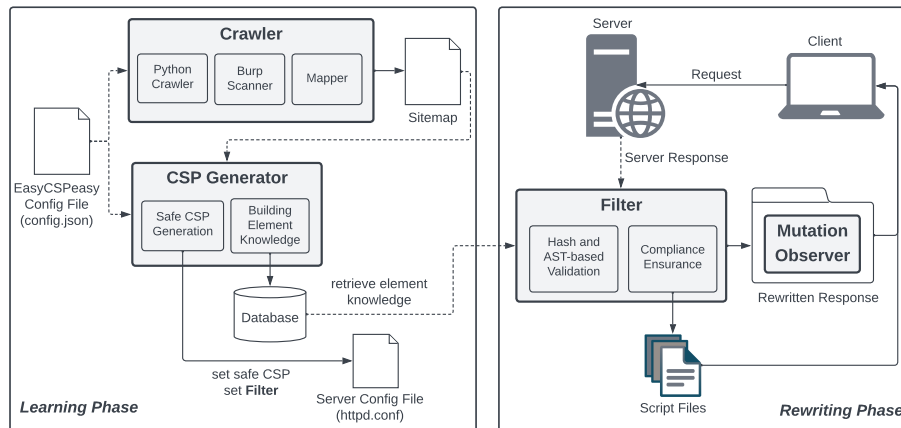 Crawler
Python
Crawler
Burp
Scanner
Mapper
Sitemap
EasyCSPeasy
Config File
(config.json)
CSP Generator
Safe CSP
Generation
Building
Element
Knowledge
Database
retrieve element
knowledge
set safe CSP
set Filter
Server Config File
(httpd.conf)
Learning Phase
Server
Client
Request
Server Response
Filter
Hash and
AST-based
Validation
Compliance
Ensurance
Mutation
Observer
Rewritten Response
Script Files
Rewriting Phase